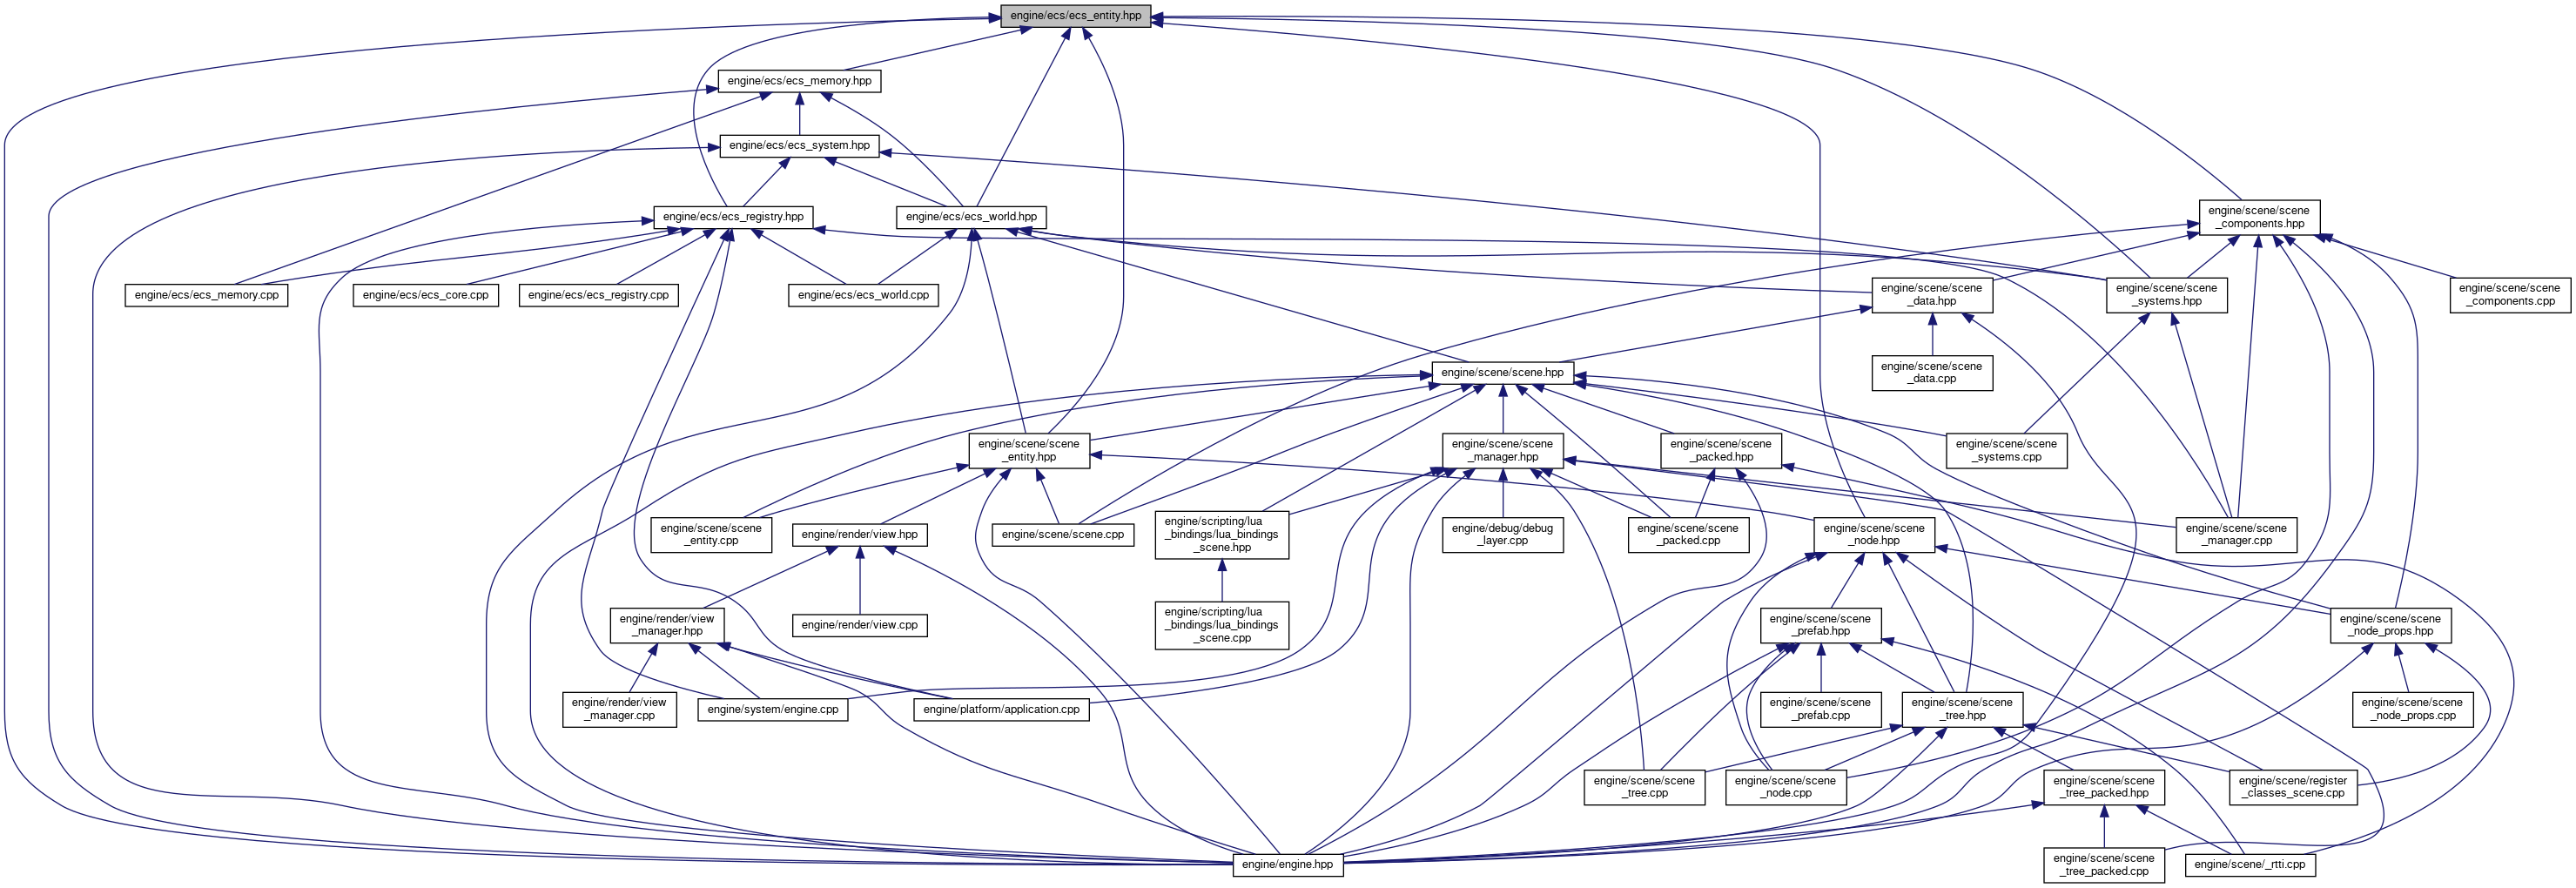 engine/ecs/ecs_entity.hpp
engine/ecs/ecs_memory.hpp
engine/ecs/ecs_system.hpp
engine/ecs/ecs_registry.hpp
engine/ecs/ecs_world.hpp
engine/scene/scene
_components.hpp
engine/ecs/ecs_memory.cpp
engine/ecs/ecs_core.cpp
engine/ecs/ecs_registry.cpp
engine/ecs/ecs_world.cpp
engine/scene/scene
_data.hpp
engine/scene/scene
_systems.hpp
engine/scene/scene
_components.cpp
engine/scene/scene.hpp
engine/scene/scene
_data.cpp
engine/scene/scene
_entity.hpp
engine/scene/scene
_manager.hpp
engine/scene/scene
_packed.hpp
engine/scene/scene
_systems.cpp
engine/scene/scene
_entity.cpp
engine/render/view.hpp
engine/scene/scene.cpp
engine/scripting/lua
_bindings/lua_bindings
_scene.hpp
engine/debug/debug
_layer.cpp
engine/scene/scene
_packed.cpp
engine/scene/scene
_node.hpp
engine/scene/scene
_manager.cpp
engine/render/view
_manager.hpp
engine/render/view.cpp
engine/scripting/lua
_bindings/lua_bindings
_scene.cpp
engine/scene/scene
_prefab.hpp
engine/scene/scene
_node_props.hpp
engine/render/view
_manager.cpp
engine/system/engine.cpp
engine/platform/application.cpp
engine/scene/scene
_prefab.cpp
engine/scene/scene
_tree.hpp
engine/scene/scene
_node_props.cpp
engine/scene/scene
_tree.cpp
engine/scene/scene
_node.cpp
engine/scene/scene
_tree_packed.hpp
engine/scene/register
_classes_scene.cpp
engine/engine.hpp
engine/scene/scene
_tree_packed.cpp
engine/scene/_rtti.cpp